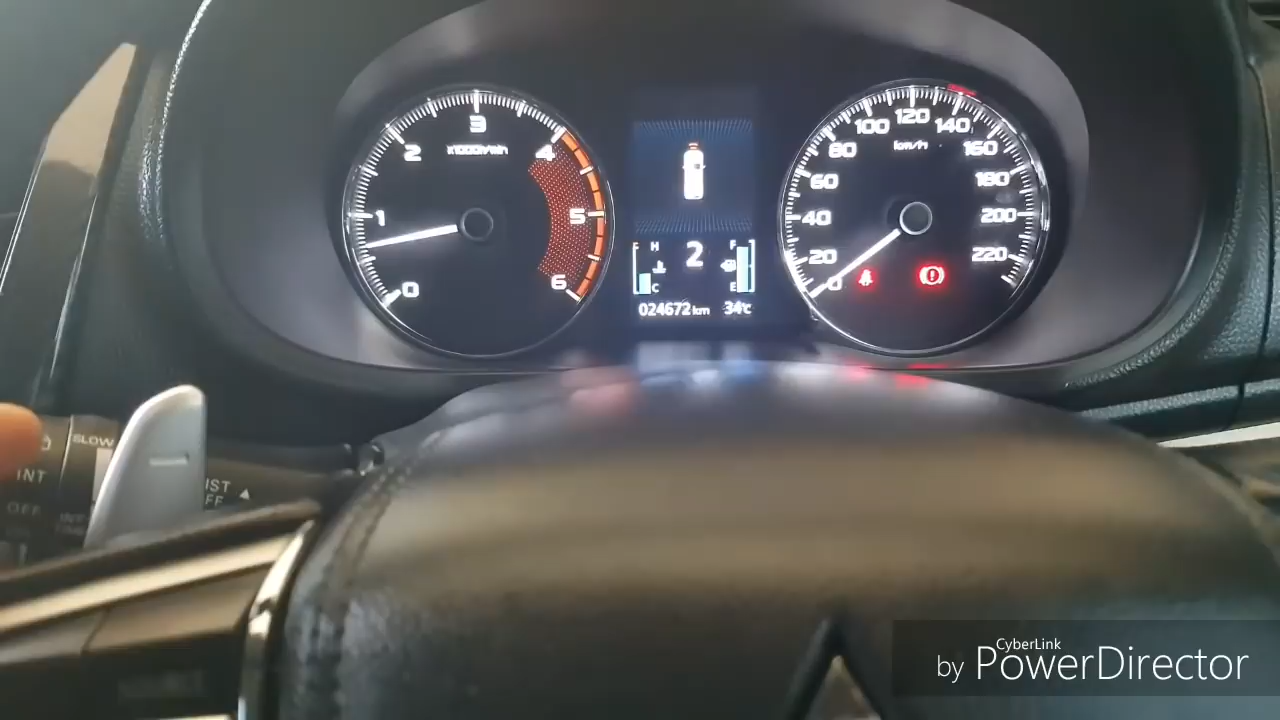 0
1
2
3
4
5
6
x1000r/min
H
C
2
F
E
024672 km
34°C
0
20
40
60
80
100
120
140
160
180
200
220
km/h
SLOW
INT
OFF
by CyberLink PowerDirector